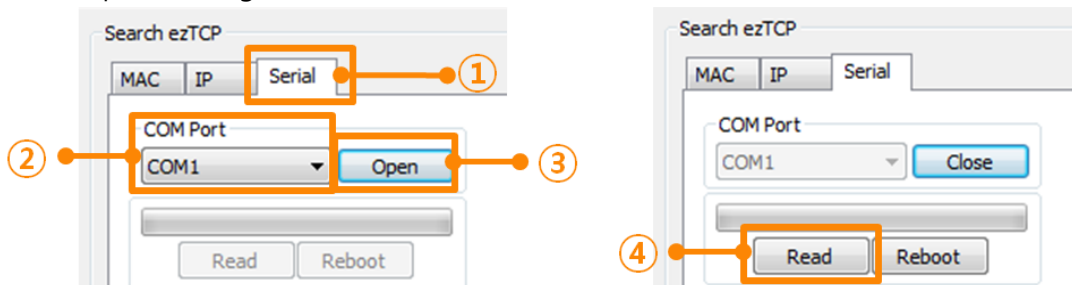 Search ezTCP
MAC IP Serial ①
COM Port
② COM1 Open ③
Read Reboot
Search ezTCP
MAC IP Serial
COM Port
COM1 Close
④ Read Reboot